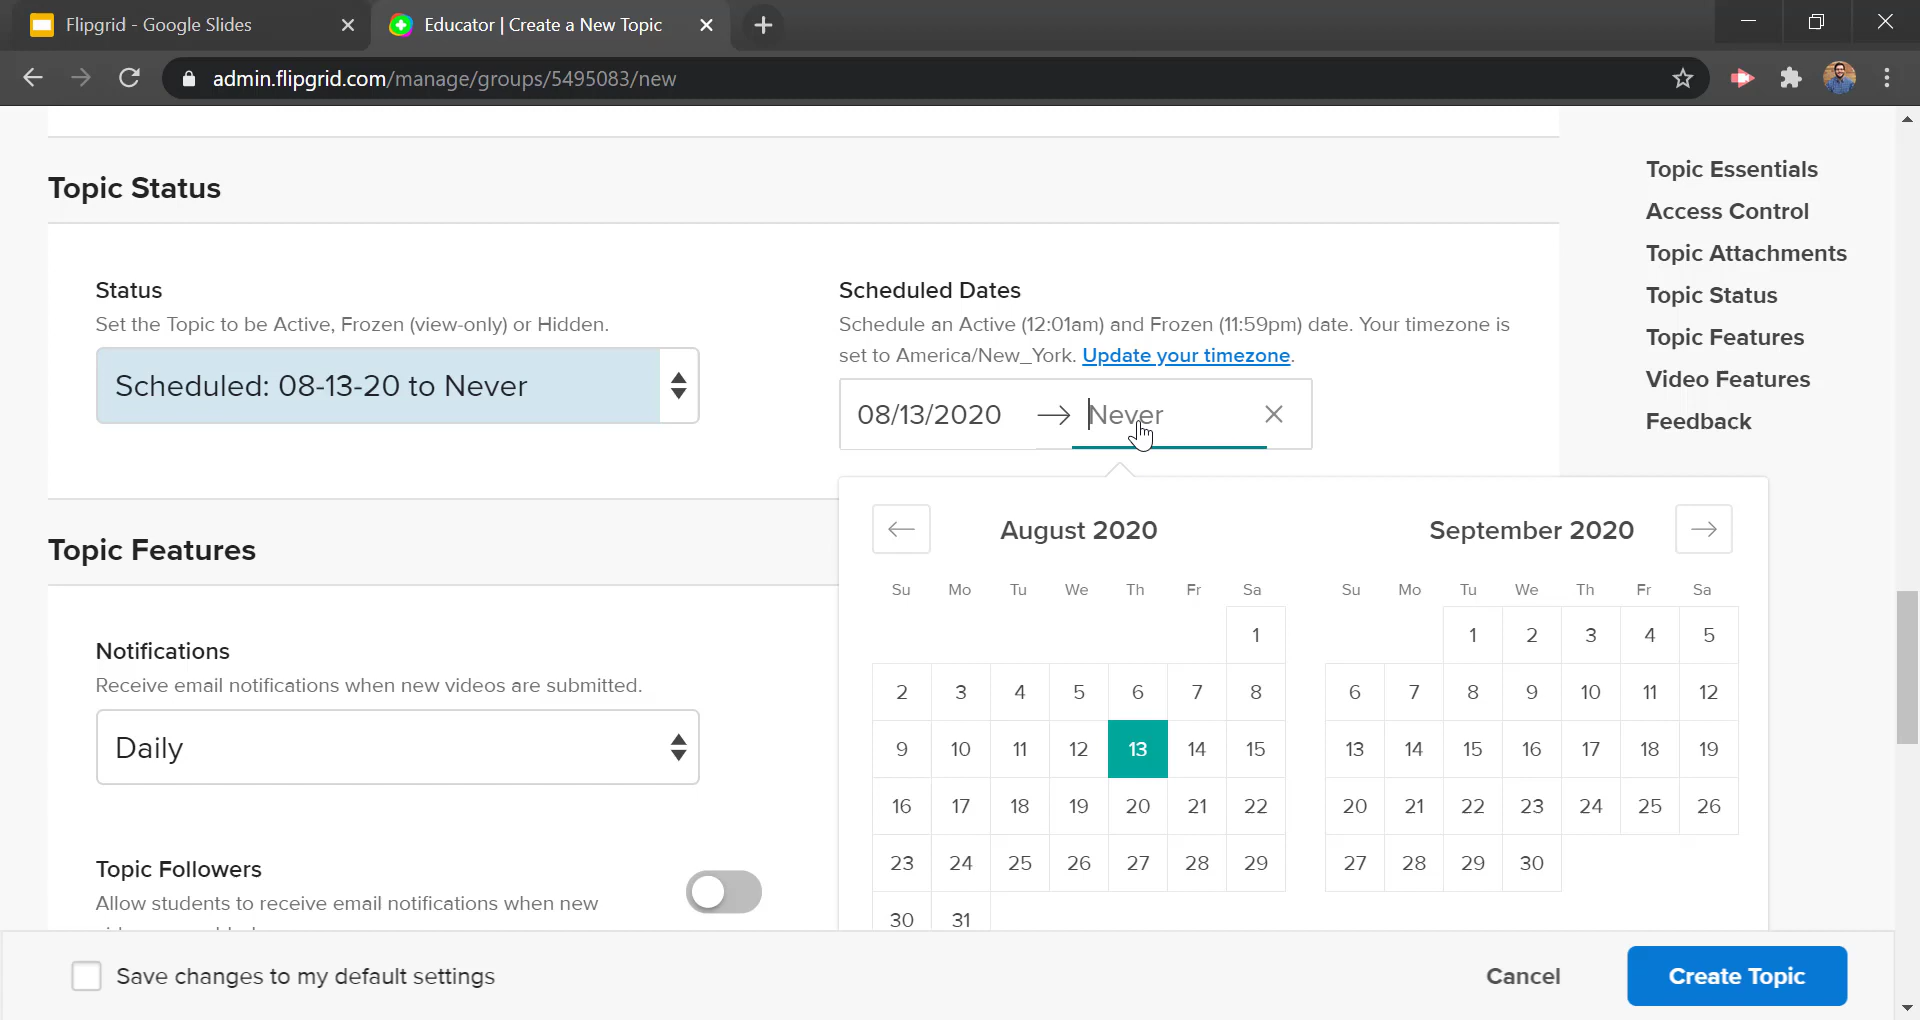 Flipgrid - Google Slides
Educator | Create a New Topic
admin.flipgrid.com/manage/groups/5495083/new
Topic Status
Status
Set the Topic to be Active, Frozen (view-only) or Hidden.
Scheduled: 08-13-20 to Never
Scheduled Dates
Schedule an Active (12:01am) and Frozen (11:59pm) date. Your timezone is
set to America/New_York. Update your timezone.
08/13/2020 → Never
Topic Essentials
Access Control
Topic Attachments
Topic Status
Topic Features
Video Features
Feedback
Topic Features
Notifications
Receive email notifications when new videos are submitted.
Daily
Topic Followers
Allow students to receive email notifications when new
August 2020
Su Mo Tu We Th Fr Sa
1
2 3 4 5 6 7 8
9 10 11 12 13 14 15
16 17 18 19 20 21 22
23 24 25 26 27 28 29
30 31
September 2020
Su Mo Tu We Th Fr Sa
1 2 3 4 5
6 7 8 9 10 11 12
13 14 15 16 17 18 19
20 21 22 23 24 25 26
27 28 29 30
Save changes to my default settings
Cancel
Create Topic